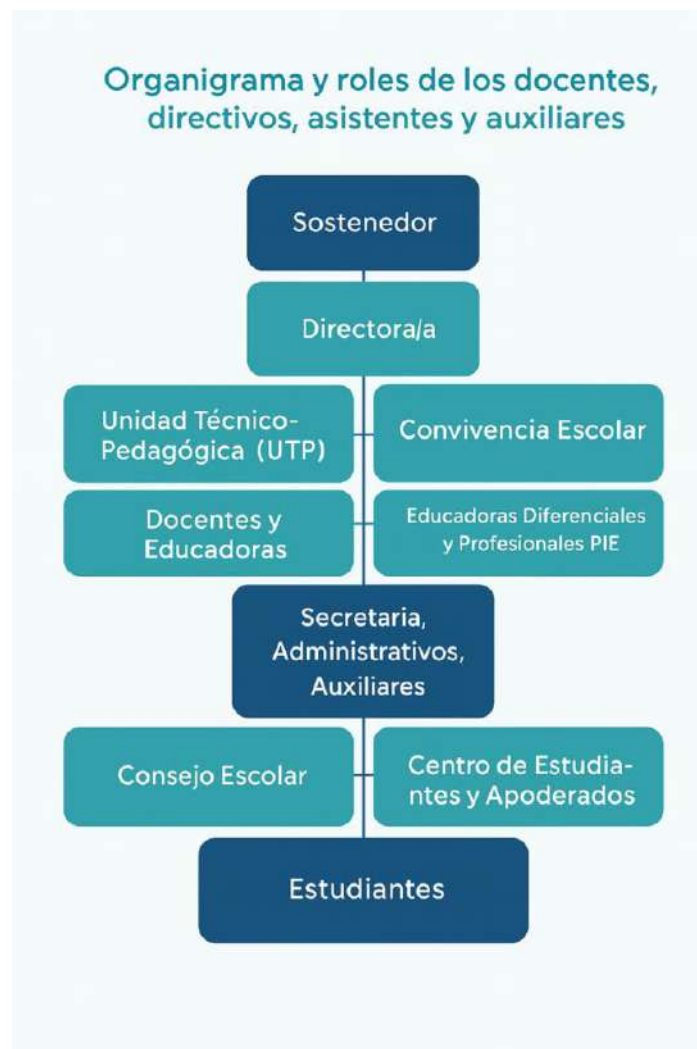 Organigrama y roles de los docentes,
directivos, asistentes y auxiliares
Sostenedor
Directora/a
Unidad Técnico-
Pedagógica (UTP)
Convivencia Escolar
Docentes y
Educadoras
Educadoras Diferenciales
y Profesionales PIE
Secretaria,
Administrativos,
Auxiliares
Consejo Escolar
Centro de Estudia-
ntes y Apoderados
Estudiantes